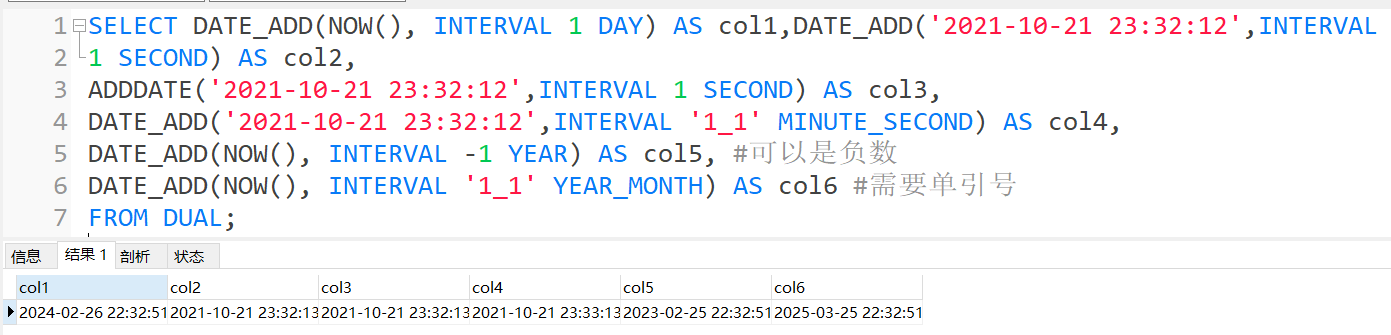 1 SELECT DATE_ADD(NOW(), INTERVAL 1 DAY) AS col1,DATE_ADD('2021-10-21 23:32:12',INTERVAL
2 1 SECOND) AS col2,
3 ADDDATE('2021-10-21 23:32:12',INTERVAL 1 SECOND) AS col3,
4 DATE_ADD('2021-10-21 23:32:12',INTERVAL '1_1' MINUTE_SECOND) AS col4,
5 DATE_ADD(NOW(), INTERVAL -1 YEAR) AS col5, #可以是负数
6 DATE_ADD(NOW(), INTERVAL '1_1' YEAR_MONTH) AS col6 #需要单引号
7 FROM DUAL;
信息 结果 1 剖析 状态
col1 col2 col3 col4 col5 col6
2024-02-26 22:32:51 2021-10-21 23:32:13 2021-10-21 23:32:13 2021-10-21 23:33:13 2023-02-25 22:32:51 2025-03-25 22:32:51